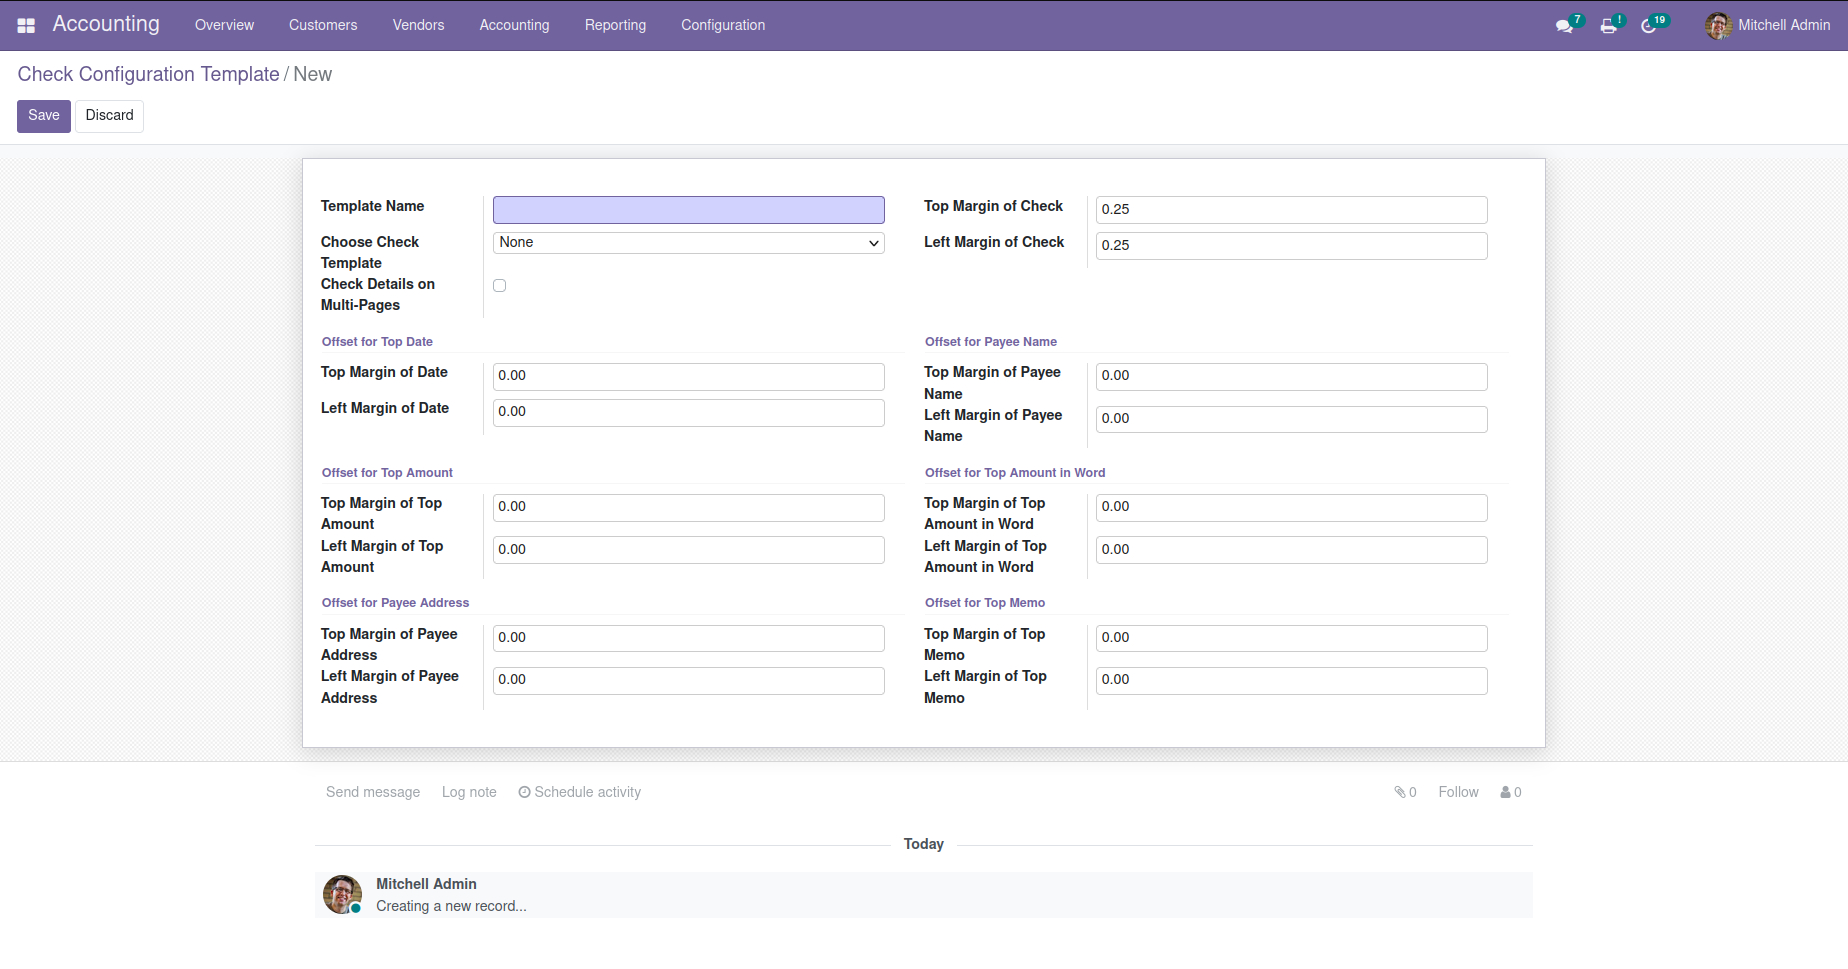 Accounting Overview Customers Vendors Accounting Reporting Configuration 7 ! 19 Mitchell Admin
Check Configuration Template / New
Save Discard
Template Name
Choose Check
Template
None
Check Details on
Multi-Pages
Top Margin of Check 0.25
Left Margin of Check 0.25
Offset for Top Date
Top Margin of Date 0.00
Left Margin of Date 0.00
Offset for Payee Name
Top Margin of Payee
Name
0.00
Left Margin of Payee
Name
0.00
Offset for Top Amount
Top Margin of Top
Amount
0.00
Left Margin of Top
Amount
0.00
Offset for Top Amount in Word
Top Margin of Top
Amount in Word
0.00
Left Margin of Top
Amount in Word
0.00
Offset for Payee Address
Top Margin of Payee
Address
0.00
Left Margin of Payee
Address
0.00
Offset for Top Memo
Top Margin of Top
Memo
0.00
Left Margin of Top
Memo
0.00
Send message Log note Schedule activity 0 Follow 0
Today
Mitchell Admin
Creating a new record...